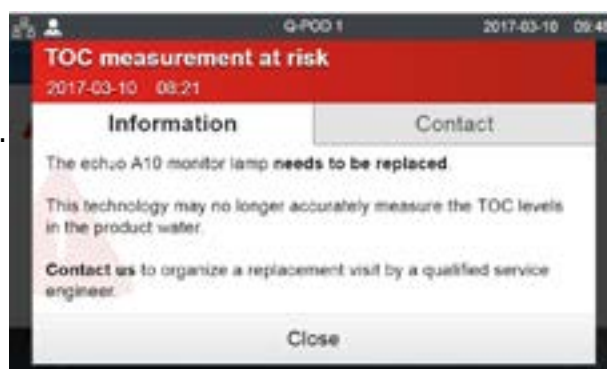 Q-POD 1 2017-03-10 09:48
TOC measurement at risk
2017-03-10 08:21
Information Contact
The ech₂o A10 monitor lamp needs to be replaced.
This technology may no longer accurately measure the TOC levels
in the product water.
Contact us to organize a replacement visit by a qualified service
engineer.
Close